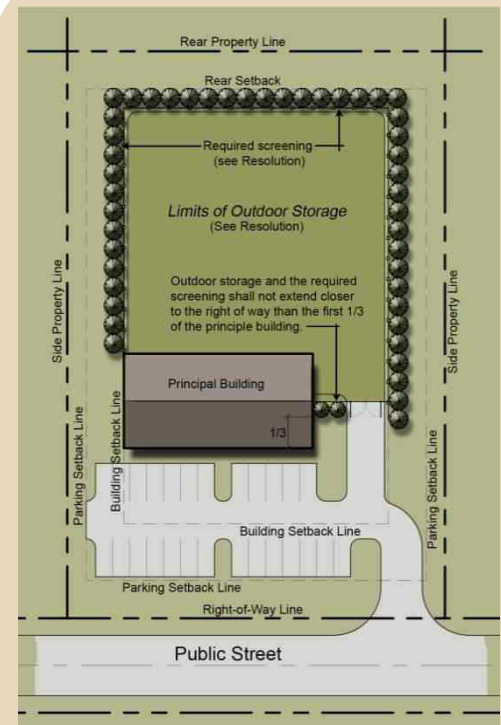 Rear Property Line
Rear Setback
Required screening
(see Resolution)
Limits of Outdoor Storage
(See Resolution)
Outdoor storage and the required
screening shall not extend closer
to the right of way than the first 1/3
of the principle building.
Side Property Line
Side Property Line
Principal Building
1/3
Parking Setback Line
Building Setback Line
Parking Setback Line
Building Setback Line
Parking Setback Line
Right-of-Way Line
Public Street